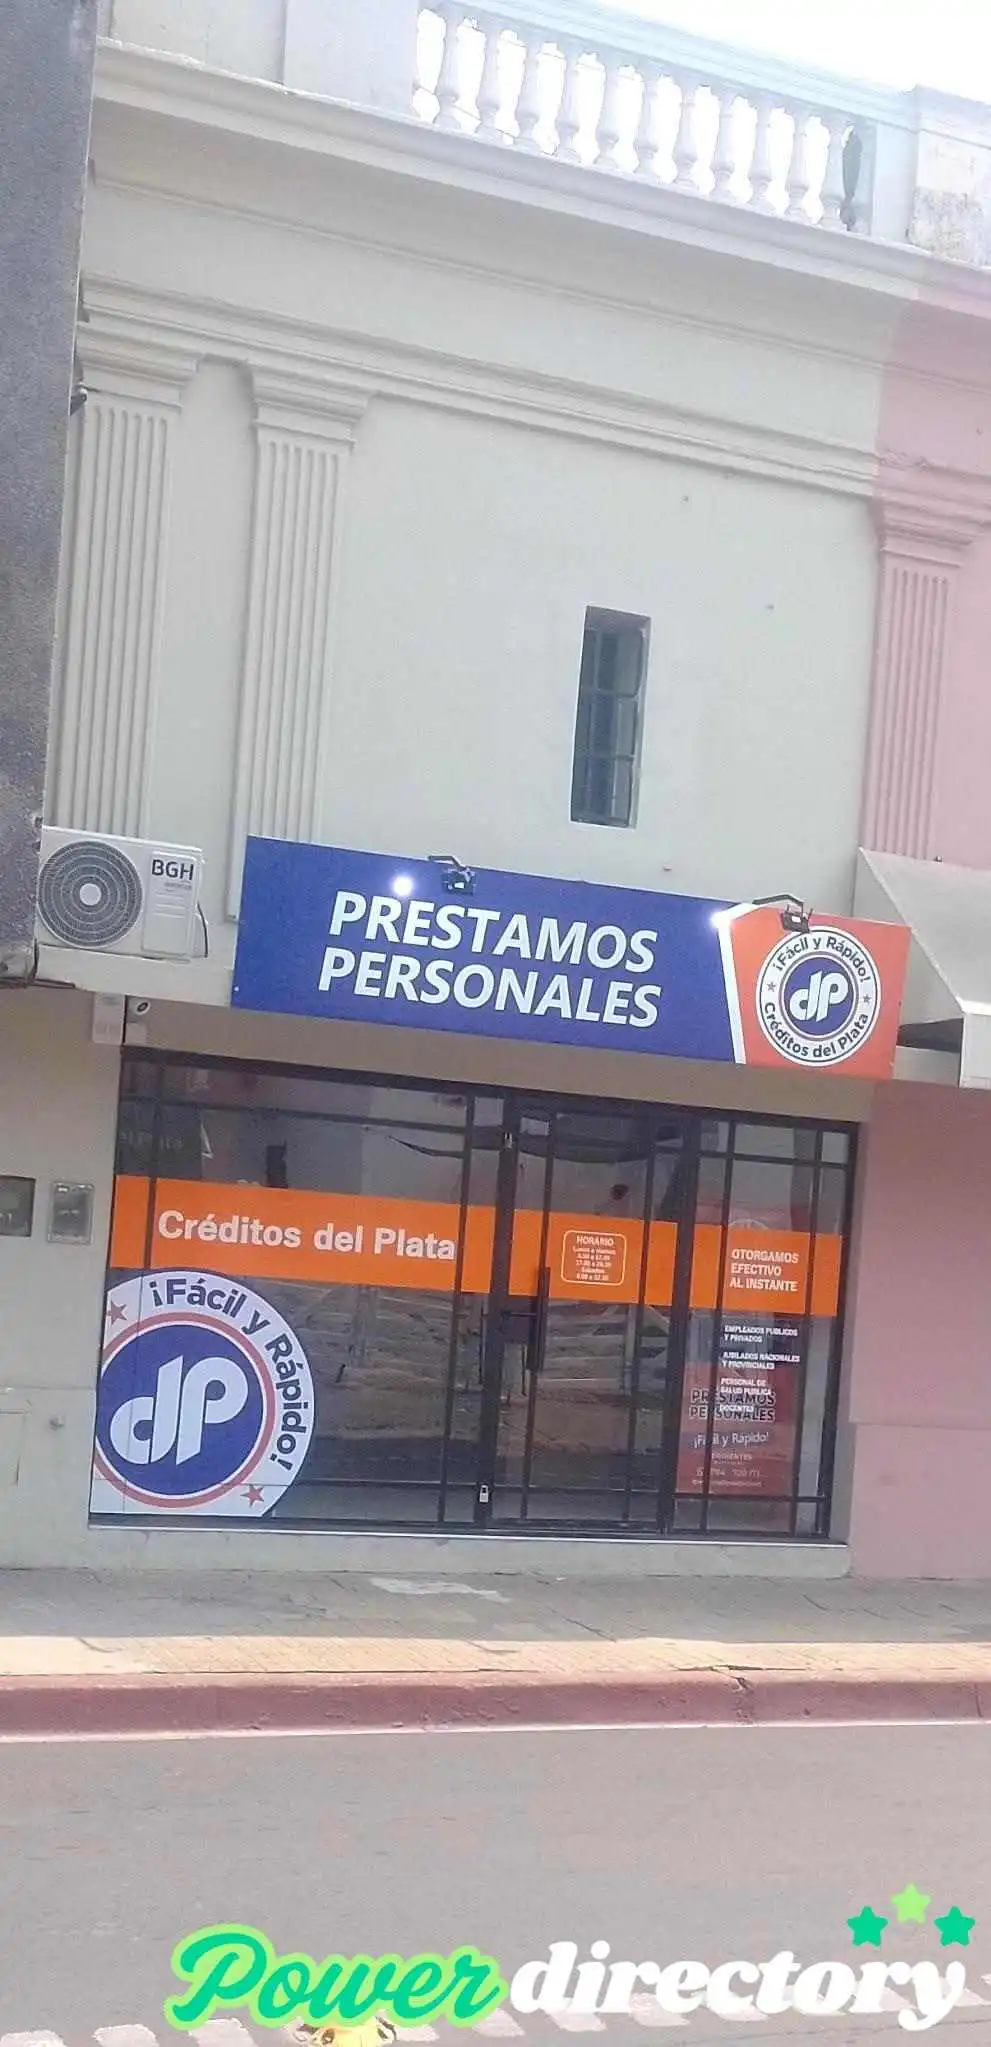 BGH
PRESTAMOS
PERSONALES
¡Fácil y Rápido!
dP
Créditos del Plata
Créditos del Plata
HORARIO
OTORGAMOS
EFECTIVO
AL INSTANTE
¡Fácil y Rápido!
dP
EMPLEADOS PUBLICOS
Y PRIVADOS
JUBILADOS NACIONALES
Y PROVINCIALES
PERSONAL DE
SALUD PUBLICA
DOCENTES
PRESTAMOS
PERSONALES
¡Fácil y Rápido!
Power directory